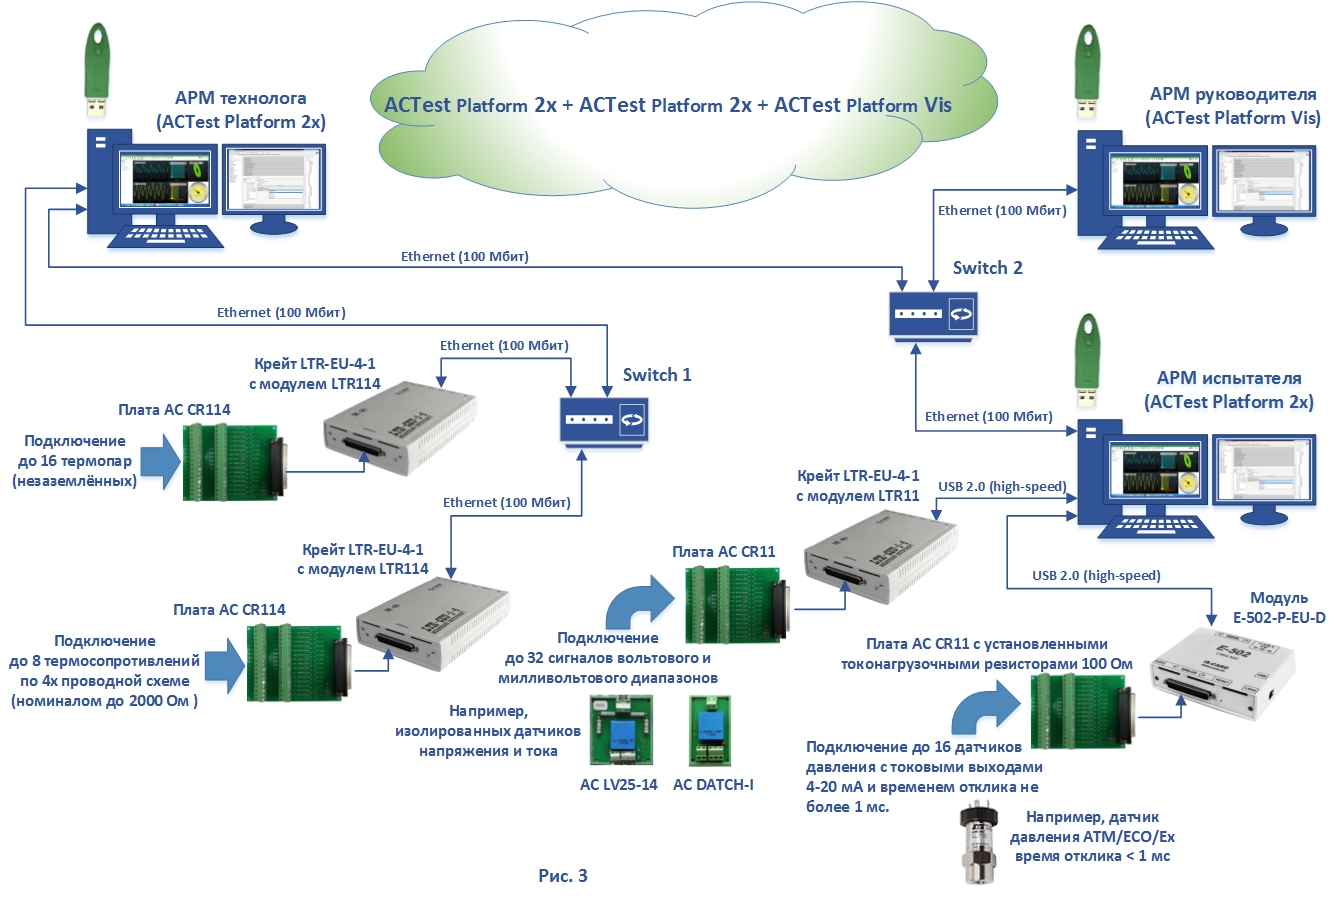 АРМ технолога
(ACTest Platform 2x)
ACTest Platform 2x + ACTest Platform 2x + ACTest Platform Vis
АРМ руководителя
(ACTest Platform Vis)
Ethernet (100 Мбит)
Ethernet (100 Мбит)
Switch 2
Ethernet (100 Мбит)
Ethernet (100 Мбит)
Switch 1
Крейт LTR-EU-4-1
с модулем LTR114
Плата AC CR114
Подключение
до 16 термопар
(незаземлённых)
АРМ испытателя
(ACTest Platform 2x)
Ethernet (100 Мбит)
Ethernet (100 Мбит)
Крейт LTR-EU-4-1
с модулем LTR11
USB 2.0 (high-speed)
Крейт LTR-EU-4-1
с модулем LTR114
Плата AC CR11
USB 2.0 (high-speed)
Плата AC CR114
Подключение
до 8 термосопротивлений
по 4х проводной схеме
(номиналом до 2000 Ом )
Подключение
до 32 сигналов вольтового и
милливольтового диапазонов
Например,
изолированных датчиков
напряжения и тока
AC LV25-14
AC DATCH-I
Модуль
E-502-P-EU-D
E-502
Плата AC CR11 с установленными
токонагрузочными резисторами 100 Ом
Подключение до 16 датчиков
давления с токовыми выходами
4-20 мА и временем отклика не
более 1 мс.
Например, датчик
давления ATM/ECO/Ex
время отклика < 1 мс
Рис. 3